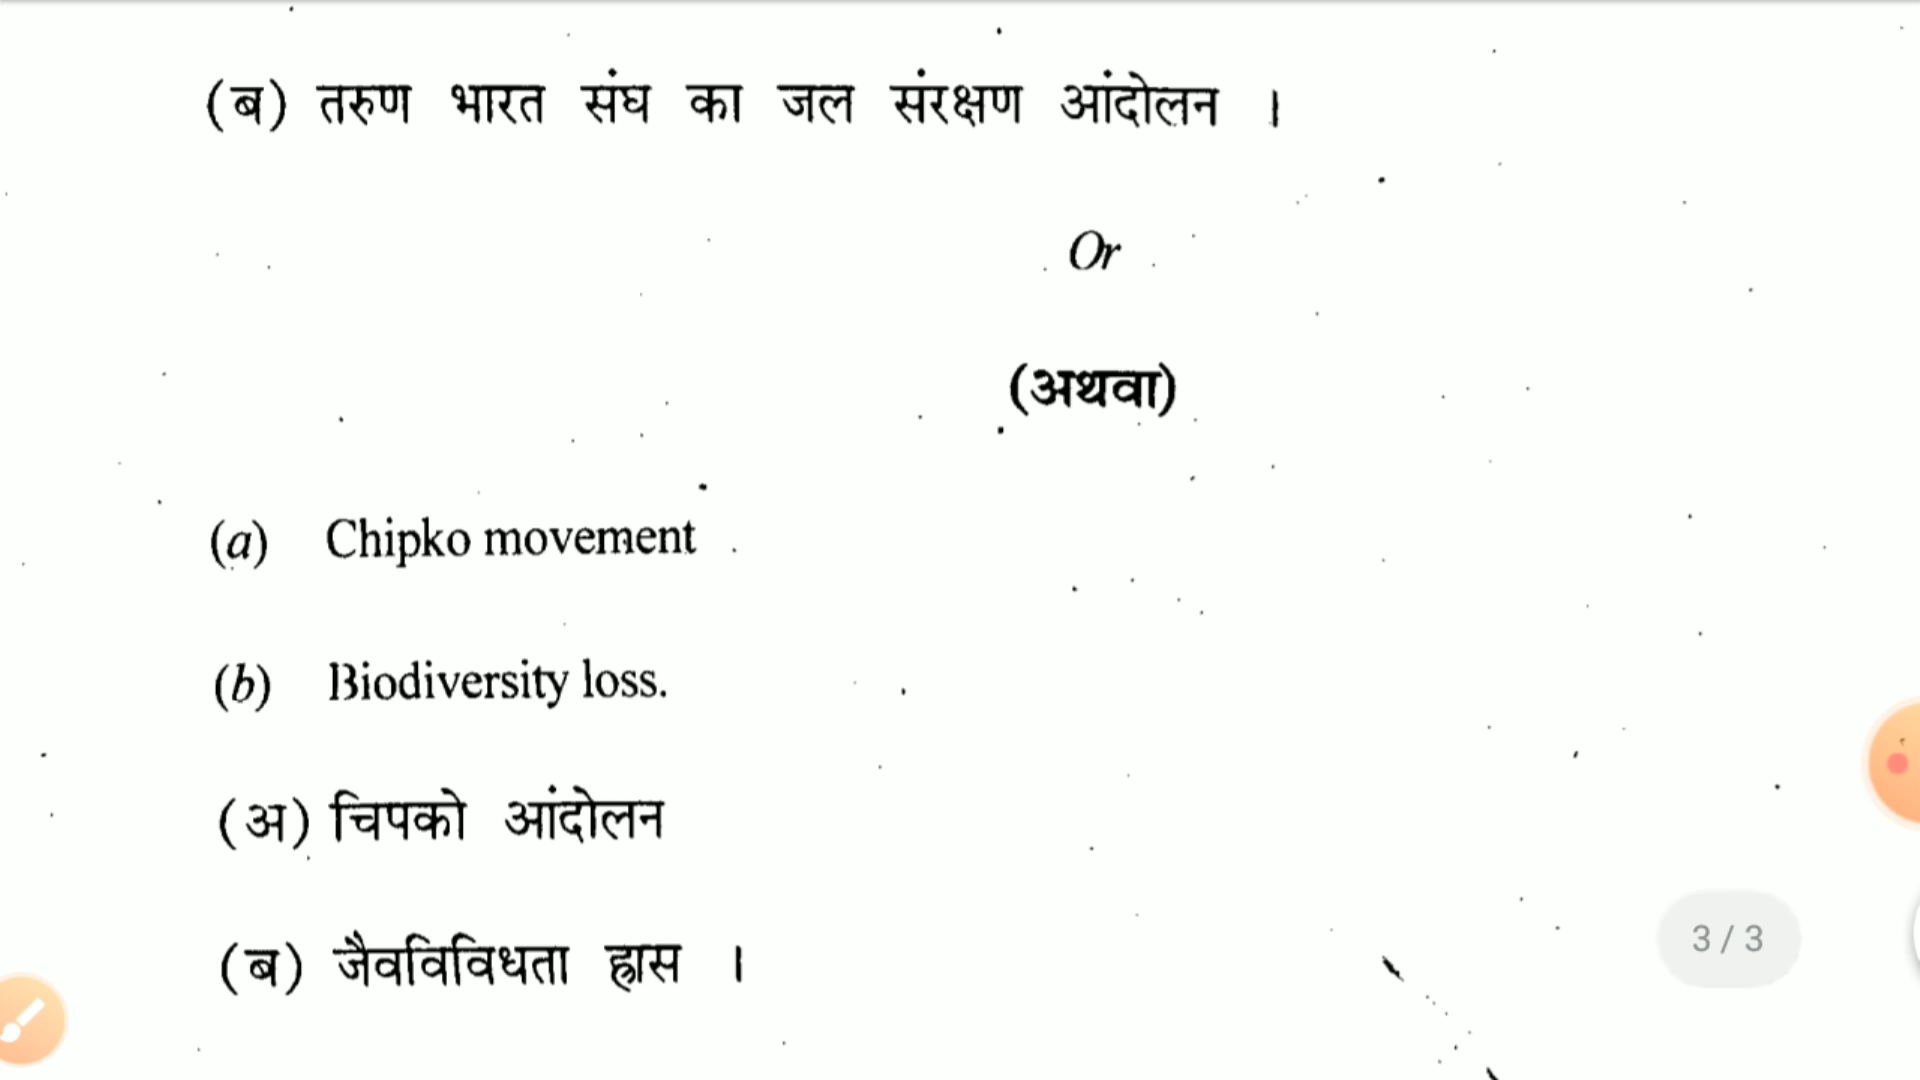 (ब) तरुण भारत संघ का जल संरक्षण आंदोलन ।
Or
(अथवा)
(a) Chipko movement
(b) Biodiversity loss.
(अ) चिपको आंदोलन
(ब) जैवविविधता ह्रास ।
3 / 3